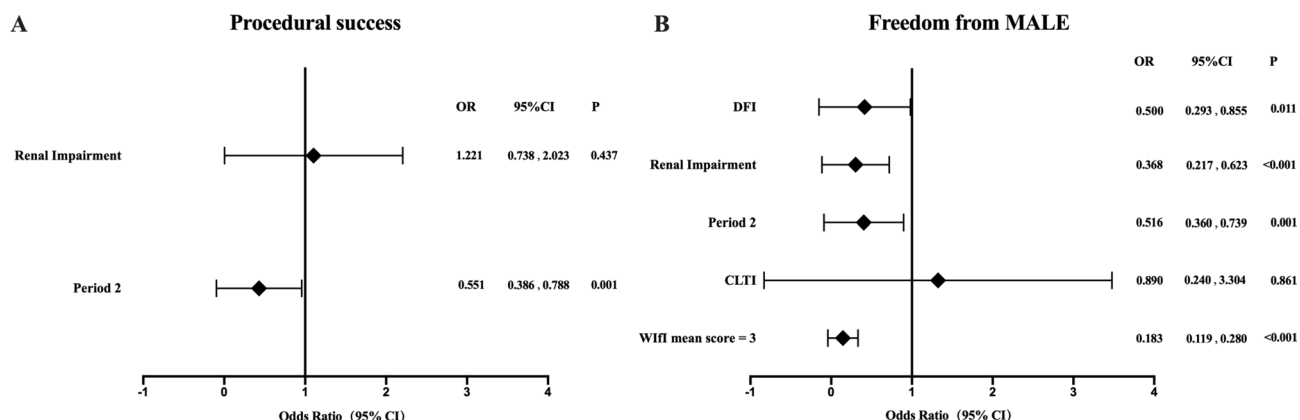 A
Procedural success
OR 95%CI P
Renal Impairment 1.221 0.738 , 2.023 0.437
Period 2 0.551 0.386 , 0.788 0.001
-1 0 1 2 3 4
Odds Ratio (95% CI)
B
Freedom from MALE
OR 95%CI P
DFI 0.500 0.293 , 0.855 0.011
Renal Impairment 0.368 0.217 , 0.623 <0.001
Period 2 0.516 0.360 , 0.739 0.001
CLTI 0.890 0.240 , 3.304 0.861
WIfI mean score = 3 0.183 0.119 , 0.280 <0.001
-1 0 1 2 3 4
Odds Ratio (95% CI)